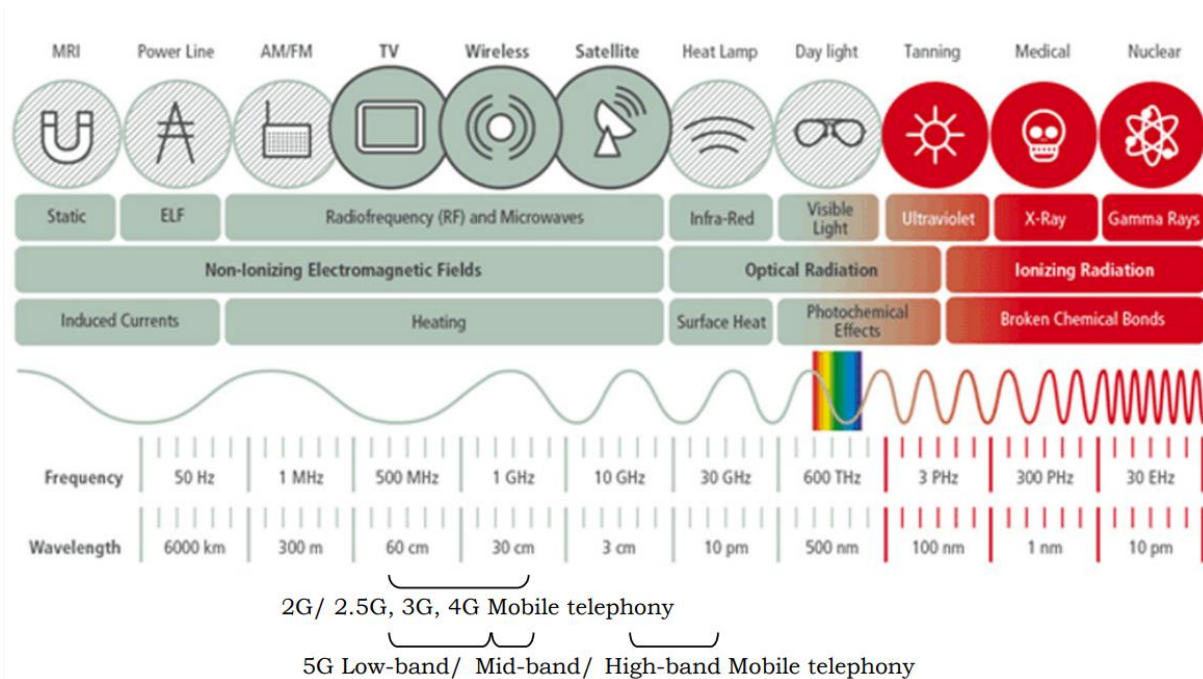 MRI Power Line AM/FM TV Wireless Satellite Heat Lamp Day light Tanning Medical Nuclear
Static ELF Radiofrequency (RF) and Microwaves Infra-Red Visible Light Ultraviolet X-Ray Gamma Rays
Non-Ionizing Electromagnetic Fields Optical Radiation Ionizing Radiation
Induced Currents Heating Surface Heat Photochemical Effects Broken Chemical Bonds
Frequency 50 Hz 1 MHz 500 MHz 1 GHz 10 GHz 30 GHz 600 THz 3 PHz 300 PHz 30 EHz
Wavelength 6000 km 300 m 60 cm 30 cm 3 cm 10 pm 500 nm 100 nm 1 nm 10 pm
2G/ 2.5G, 3G, 4G Mobile telephony
5G Low-band/ Mid-band/ High-band Mobile telephony